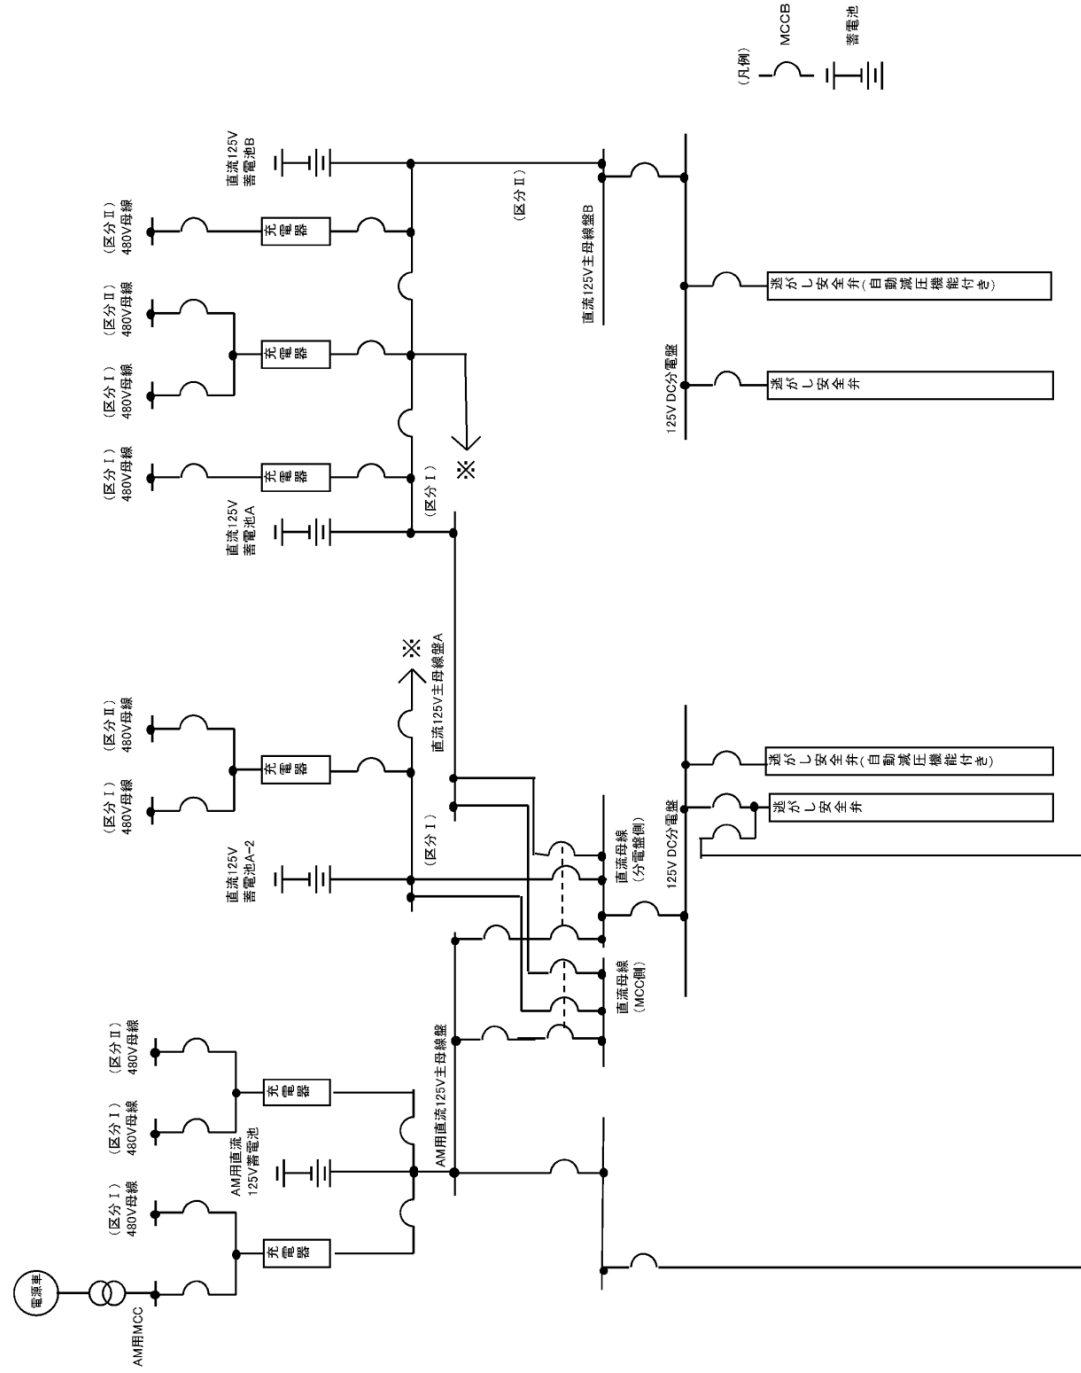 電源車
AM用MCC
(区分Ⅰ)
480V母線
(区分Ⅰ)
480V母線
(区分Ⅱ)
480V母線
(区分Ⅰ)
480V母線
(区分Ⅱ)
480V母線
(区分Ⅰ)
480V母線
(区分Ⅰ)
480V母線
(区分Ⅱ)
480V母線
(区分Ⅱ)
480V母線
充電器
AM用直流
125V蓄電池
充電器
直流125V
蓄電池A-2
充電器
直流125V
蓄電池A
充電器
充電器
充電器
直流125V
蓄電池B
AM用直流125V主母線盤
(区分Ⅰ)
※
直流125V主母線盤A
(区分Ⅰ)
※
(区分Ⅱ)
直流125V主母線盤B
直流母線
(MCC側)
直流母線
(分電盤側)
125V DC分電盤
125V DC分電盤
逃がし安全弁
逃がし安全弁(自動減圧機能付き)
逃がし安全弁
逃がし安全弁(自動減圧機能付き)
(凡例)
MCCB
蓄電池